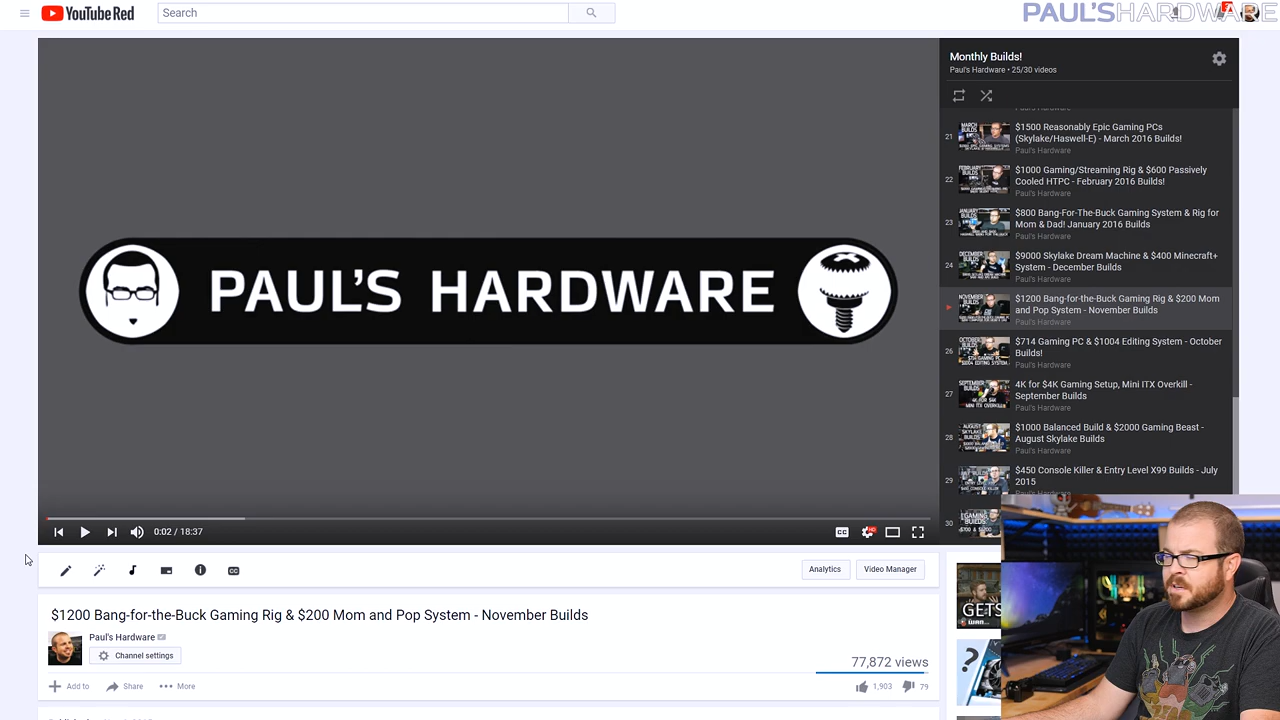 YouTube Red
Search
PAUL'SHARDWARE
PAUL'S HARDWARE
Monthly Builds!
Paul's Hardware • 25/30 videos
21
$1500 Reasonably Epic Gaming PCs
(Skylake/Haswell-E) - March 2016 Builds!
Paul's Hardware
22
$1000 Gaming/Streaming Rig & $600 Passively
Cooled HTPC - February 2016 Builds!
Paul's Hardware
23
$800 Bang-For-The-Buck Gaming System & Rig for
Mom & Dad! January 2016 Builds
Paul's Hardware
24
$9000 Skylake Dream Machine & $400 Minecraft+
System - December Builds
Paul's Hardware
$1200 Bang-for-the-Buck Gaming Rig & $200 Mom
and Pop System - November Builds
Paul's Hardware
26
$714 Gaming PC & $1004 Editing System - October
Builds!
Paul's Hardware
27
4K for $4K Gaming Setup, Mini ITX Overkill -
September Builds
Paul's Hardware
28
$1000 Balanced Build & $2000 Gaming Beast -
August Skylake Builds
Paul's Hardware
29
$450 Console Killer & Entry Level X99 Builds - July
2015
Paul's Hardware
30
0:02 / 18:37
CC
HD
CC
Analytics
Video Manager
$1200 Bang-for-the-Buck Gaming Rig & $200 Mom and Pop System - November Builds
Paul's Hardware
Channel settings
77,872 views
Add to
Share
More
1,903
79
GETS
?